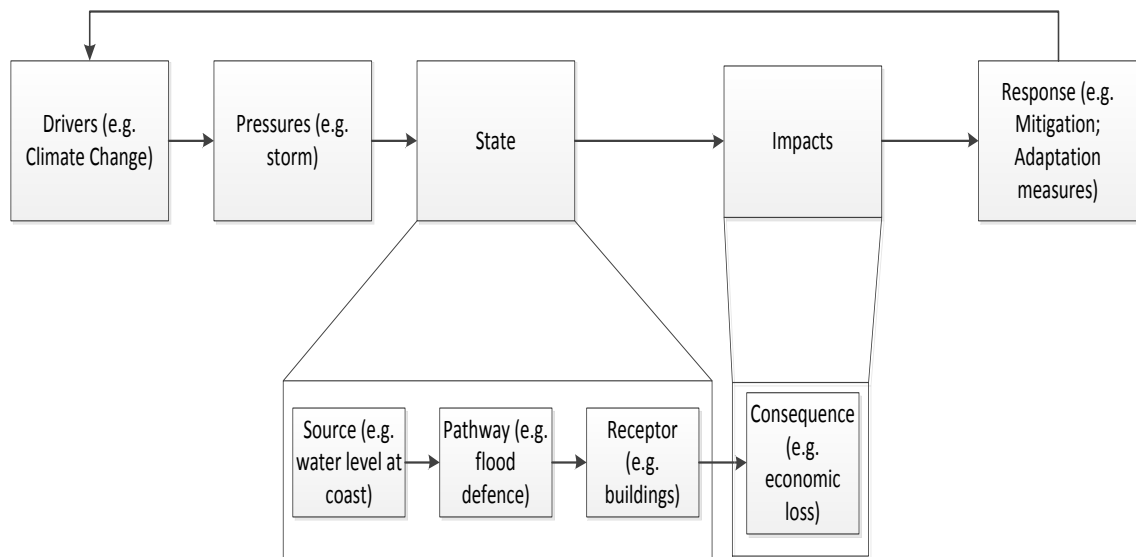 Drivers (e.g.
Climate Change)
Pressures (e.g.
storm)
State
Impacts
Response (e.g.
Mitigation;
Adaptation
measures)
Source (e.g.
water level at
coast)
Pathway (e.g.
flood
defence)
Receptor
(e.g.
buildings)
Consequence
(e.g.
economic
loss)